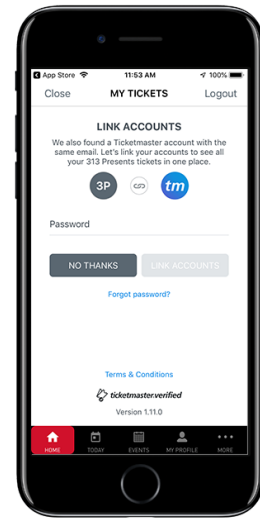 App Store 11:53 AM 100%
Close MY TICKETS Logout
LINK ACCOUNTS
We also found a Ticketmaster account with the
same email. Let's link your accounts to see all
your 313 Presents tickets in one place.
3P tm
Password
NO THANKS LINK ACCOUNTS
Forgot password?
Terms & Conditions
ticketmaster.verified
Version 1.11.0
HOME TODAY EVENTS MY PROFILE MORE